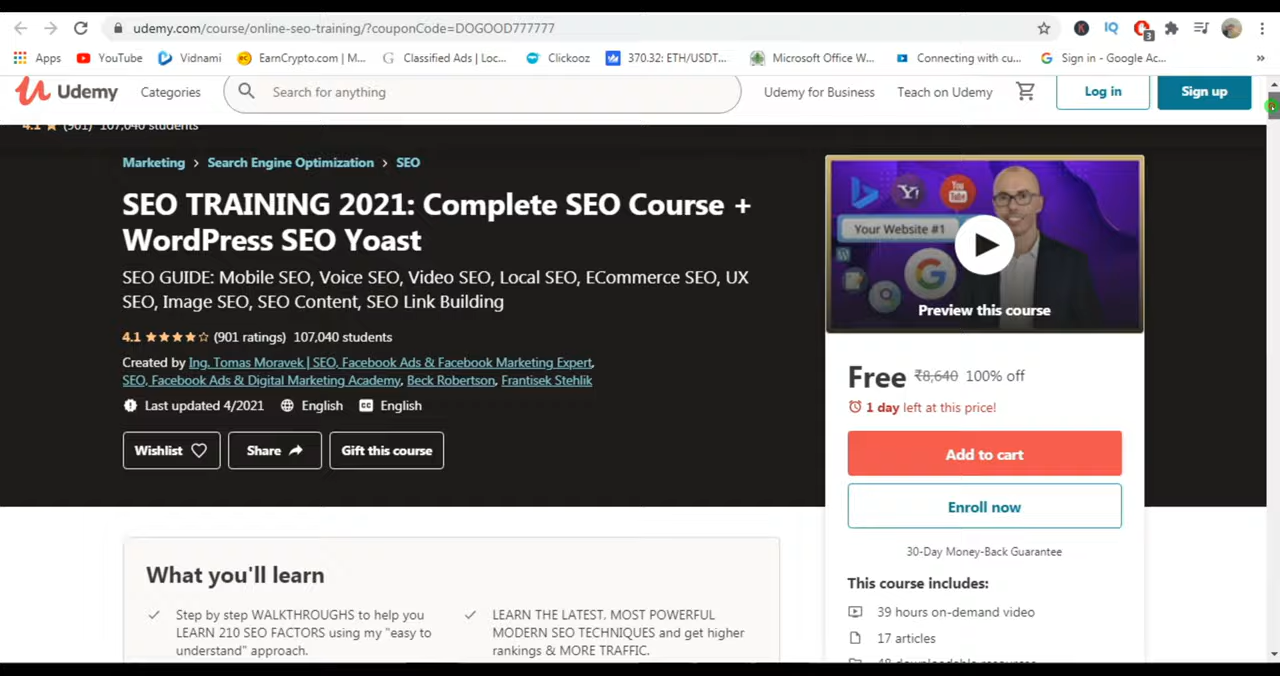 udemy.com/course/online-seo-training/?couponCode=DOGOOD777777
Apps YouTube Vidnami EarnCrypto.com | M... Classified Ads | Loc... Clickooz 370.32: ETH/USDT... Microsoft Office W... Connecting with cu... Sign in - Google Ac... »
Udemy Categories Search for anything Udemy for Business Teach on Udemy Log in Sign up
4.1 ★ (901) 107,040 students
Marketing > Search Engine Optimization > SEO
SEO TRAINING 2021: Complete SEO Course +
WordPress SEO Yoast
SEO GUIDE: Mobile SEO, Voice SEO, Video SEO, Local SEO, ECommerce SEO, UX
SEO, Image SEO, SEO Content, SEO Link Building
4.1 ★★★★☆ (901 ratings) 107,040 students
Created by Ing. Tomas Moravek | SEO, Facebook Ads & Facebook Marketing Expert,
SEO, Facebook Ads & Digital Marketing Academy, Beck Robertson, Frantisek Stehlik
Last updated 4/2021 English CC English
Wishlist Share Gift this course
Your Website #1
You
Tube
Preview this course
Free ₹8,640 100% off
1 day left at this price!
Add to cart
Enroll now
30-Day Money-Back Guarantee
This course includes:
39 hours on-demand video
17 articles
What you'll learn
Step by step WALKTHROUGHS to help you
LEARN 210 SEO FACTORS using my "easy to
understand" approach.
LEARN THE LATEST, MOST POWERFUL
MODERN SEO TECHNIQUES and get higher
rankings & MORE TRAFFIC.